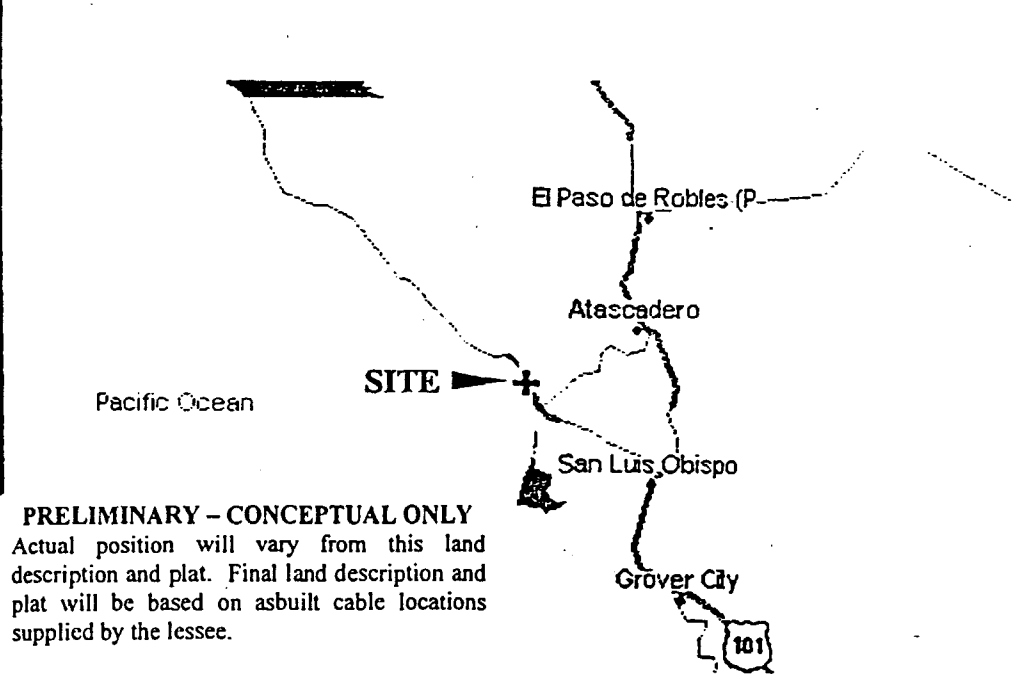 El Paso de Robles (P
Atascadero
SITE
Pacific Ocean
San Luis Obispo
PRELIMINARY – CONCEPTUAL ONLY
Actual position will vary from this land
description and plat. Final land description and
plat will be based on asbuilt cable locations
supplied by the lessee.
Grover City
101